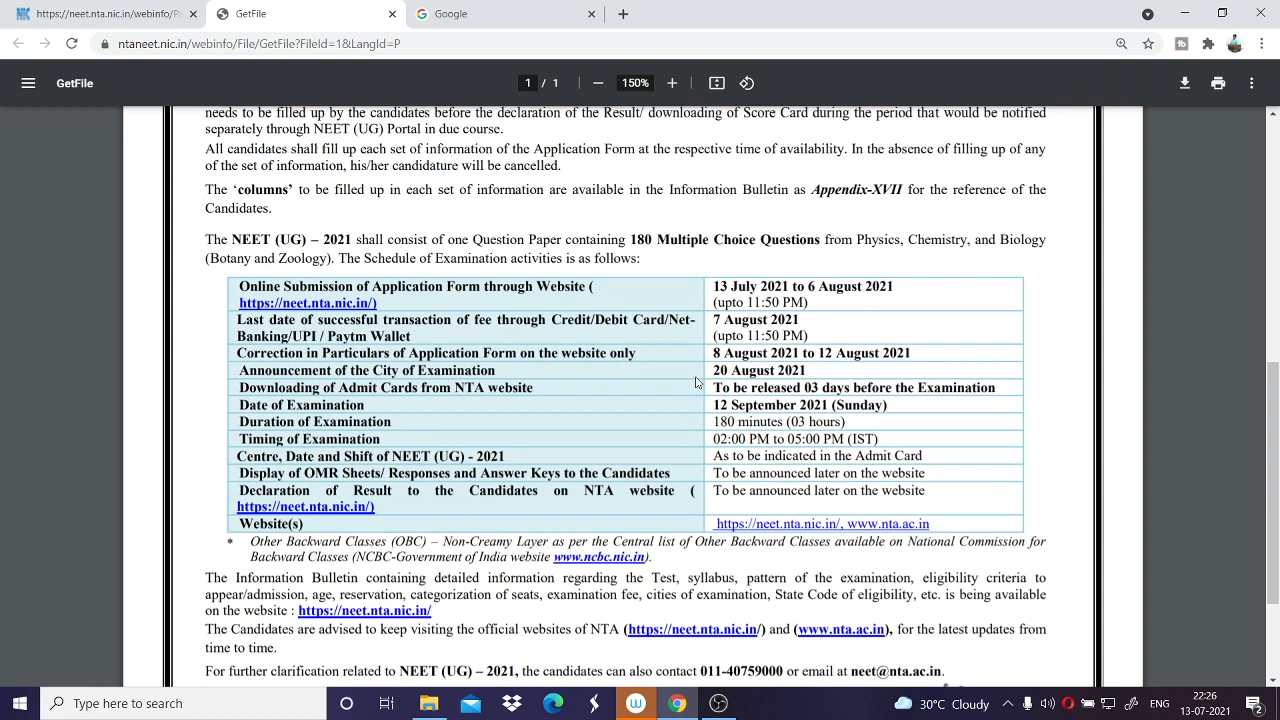 https://neet.nta.nic.in/webinfo/Pa
GetFile
Google
ntaneet.nic.in/webinfo/File/GetFile?FileId=1&LangId=P
GetFile
1 / 1
150%
needs to be filled up by the candidates before the declaration of the Result/ downloading of Score Card during the period that would be notified
separately through NEET (UG) Portal in due course.
All candidates shall fill up each set of information of the Application Form at the respective time of availability. In the absence of filling up of any
of the set of information, his/her candidature will be cancelled.
The ‘columns’ to be filled up in each set of information are available in the Information Bulletin as Appendix-XVII for the reference of the
Candidates.
The NEET (UG) – 2021 shall consist of one Question Paper containing 180 Multiple Choice Questions from Physics, Chemistry, and Biology
(Botany and Zoology). The Schedule of Examination activities is as follows:
Online Submission of Application Form through Website (
https://neet.nta.nic.in/)
13 July 2021 to 6 August 2021
(upto 11:50 PM)
Last date of successful transaction of fee through Credit/Debit Card/Net-
Banking/UPI / Paytm Wallet
7 August 2021
(upto 11:50 PM)
Correction in Particulars of Application Form on the website only
8 August 2021 to 12 August 2021
Announcement of the City of Examination
20 August 2021
Downloading of Admit Cards from NTA website
To be released 03 days before the Examination
Date of Examination
12 September 2021 (Sunday)
Duration of Examination
180 minutes (03 hours)
Timing of Examination
02:00 PM to 05:00 PM (IST)
Centre, Date and Shift of NEET (UG) - 2021
As to be indicated in the Admit Card
Display of OMR Sheets/ Responses and Answer Keys to the Candidates
To be announced later on the website
Declaration of Result to the Candidates on NTA website (
https://neet.nta.nic.in/)
To be announced later on the website
Website(s)
https://neet.nta.nic.in/, www.nta.ac.in
* Other Backward Classes (OBC) – Non-Creamy Layer as per the Central list of Other Backward Classes available on National Commission for
Backward Classes (NCBC-Government of India website www.ncbc.nic.in).
The Information Bulletin containing detailed information regarding the Test, syllabus, pattern of the examination, eligibility criteria to
appear/admission, age, reservation, categorization of seats, examination fee, cities of examination, State Code of eligibility, etc. is being available
on the website : https://neet.nta.nic.in/
The Candidates are advised to keep visiting the official websites of NTA (https://neet.nta.nic.in/) and (www.nta.ac.in), for the latest updates from
time to time.
For further clarification related to NEET (UG) – 2021, the candidates can also contact 011-40759000 or email at neet@nta.ac.in.
Type here to search
30°C Cloudy
22:26
13-07-2021